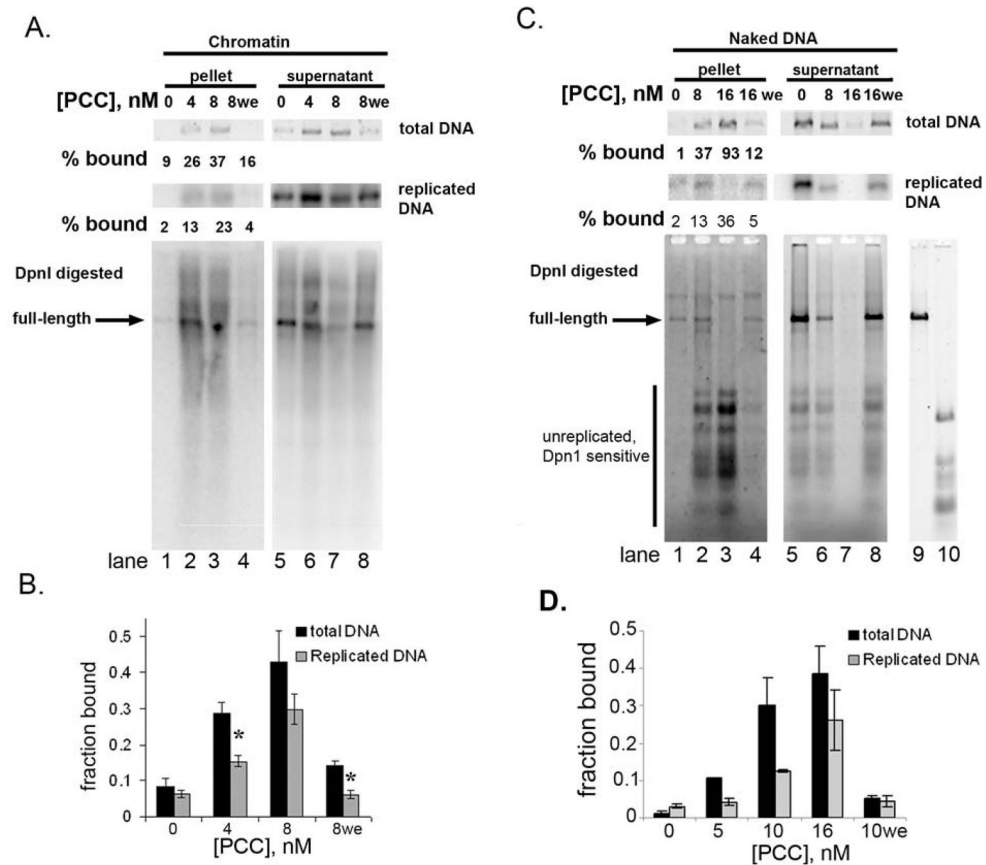 A.
Chromatin
pellet supernatant
[PCC], nM 0 4 8 8we 0 4 8 8we
total DNA
% bound 9 26 37 16
replicated
DNA
% bound 2 13 23 4
DpnI digested
full-length
lane 1 2 3 4 5 6 7 8
B.
0.5
0.4
0.3
0.2
0.1
0
fraction bound
total DNA
Replicated DNA
*
*
0 4 8 8we
[PCC], nM
C.
Naked DNA
pellet supernatant
[PCC], nM 0 8 16 16 we 0 8 16 16we
total DNA
% bound 1 37 93 12
replicated
DNA
% bound 2 13 36 5
DpnI digested
full-length
unreplicated,
Dpn1 sensitive
lane 1 2 3 4 5 6 7 8 9 10
D.
0.5
0.4
0.3
0.2
0.1
0
fraction bound
total DNA
Replicated DNA
0 5 10 16 10we
[PCC], nM